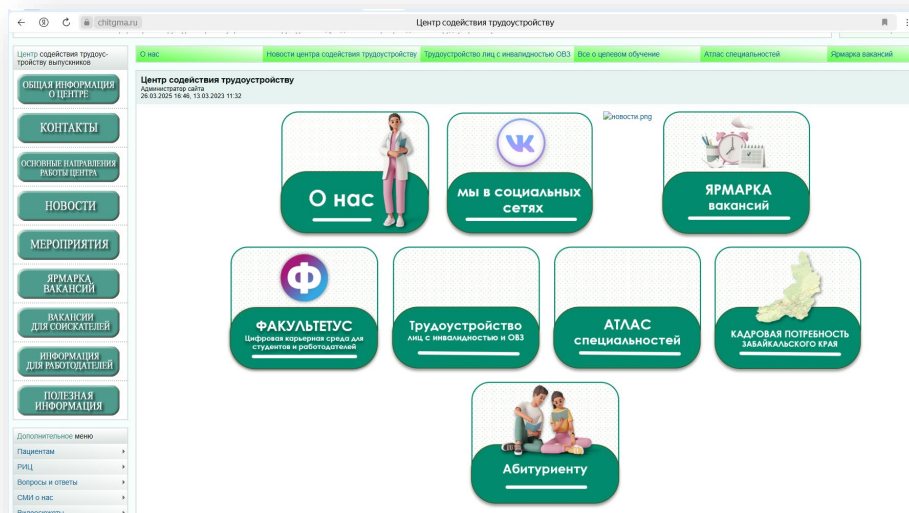 chitgma.ru
Центр содействия трудоустройству
Центр содействия трудоус-
тройству выпускников
ОБЩАЯ ИНФОРМАЦИЯ
О ЦЕНТРЕ
КОНТАКТЫ
ОСНОВНЫЕ НАПРАВЛЕНИЯ
РАБОТЫ ЦЕНТРА
НОВОСТИ
МЕРОПРИЯТИЯ
ЯРМАРКА
ВАКАНСИЙ
ВАКАНСИИ
ДЛЯ СОИСКАТЕЛЕЙ
ИНФОРМАЦИЯ
ДЛЯ РАБОТОДАТЕЛЕЙ
ПОЛЕЗНАЯ
ИНФОРМАЦИЯ
Дополнительное меню
Пациентам
РИЦ
Вопросы и ответы
СМИ о нас
Видеосюжеты
О нас
Новости центра содействия трудоустройству
Трудоустройство лиц с инвалидностью ОВЗ
Все о целевом обучение
Атлас специальностей
Ярмарка вакансий
Центр содействия трудоустройству
Администратор сайта
26.03.2025 16:46, 13.03.2023 11:32
О нас
мы в социальных
сетях
новости.png
ЯРМАРКА
вакансий
Ф
ФАКУЛЬТЕТУС
Цифровая карьерная среда для
студентов и работодателей
Трудоустройство
лиц с инвалидностью и ОВЗ
АТЛАС
специальностей
КАДРОВАЯ ПОТРЕБНОСТЬ
ЗАБАЙКАЛЬСКОГО КРАЯ
Абитуриенту